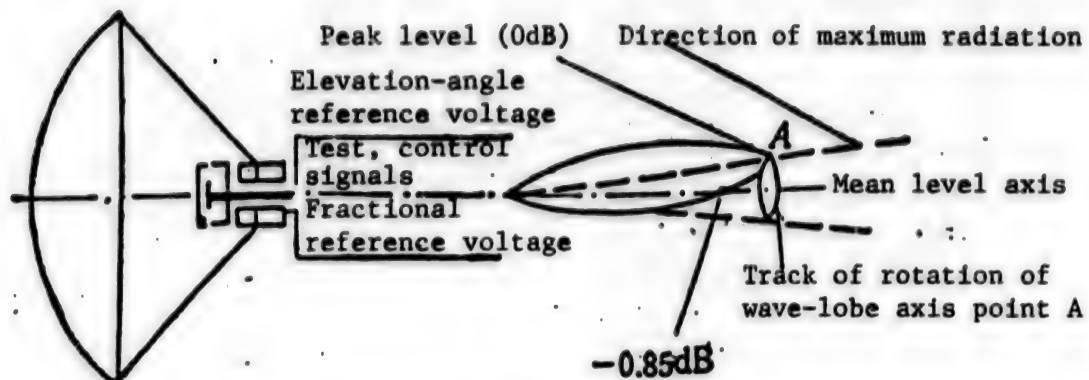 Peak level (0dB)
Direction of maximum radiation
Elevation-angle
reference voltage
Test, control
signals
Fractional
reference voltage
A
Mean level axis
Track of rotation of
wave-lobe axis point A
-0.85dB